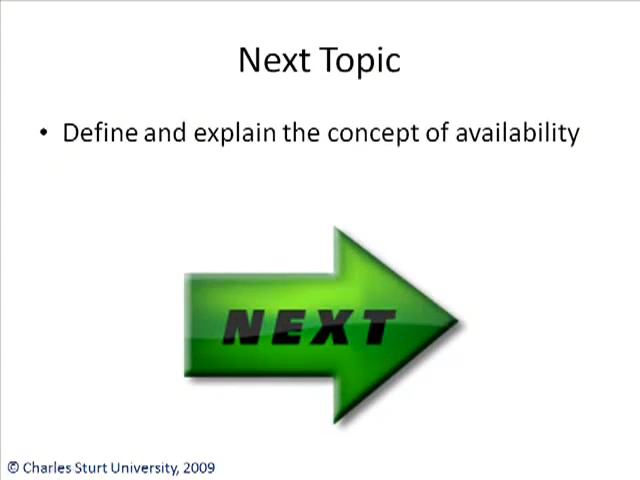 Next Topic
• Define and explain the concept of availability
NEXT
© Charles Sturt University, 2009